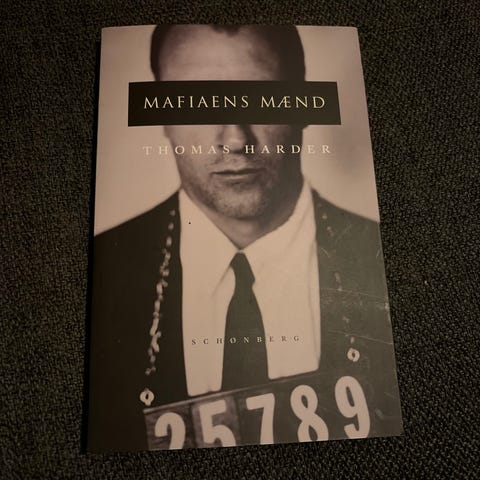 MAFIAENS MÆND
THOMAS HARDER
SCHØNBERG
25789